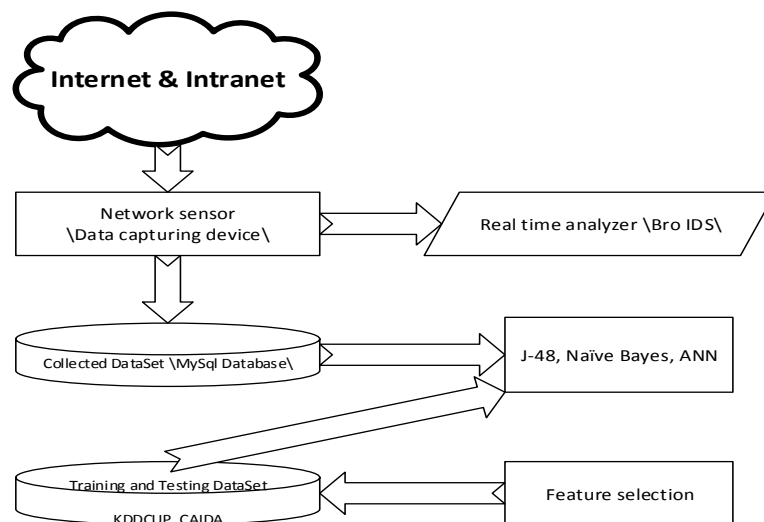 Internet & Intranet
Network sensor
\Data capturing device\
Real time analyzer \Bro IDS\
Collected DataSet \MySql Database\
J-48, Naïve Bayes, ANN
Training and Testing DataSet
KDDCUP, CAIDA
Feature selection